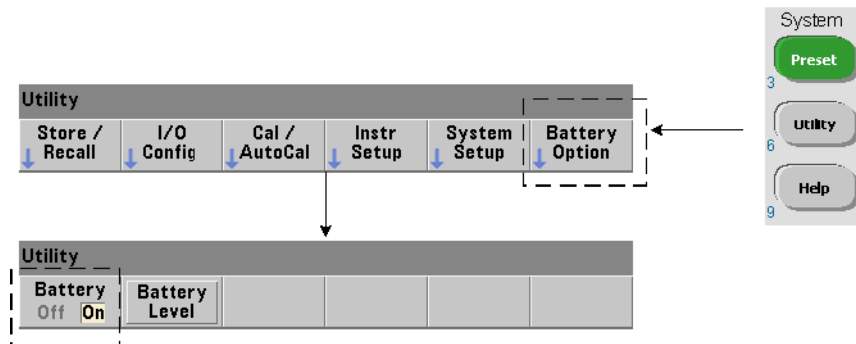 System
Preset
3
Utility
6
Help
9
Utility
Store / Recall
I/O Config
Cal / AutoCal
Instr Setup
System Setup
Battery Option
Utility
Battery
Off On
Battery Level